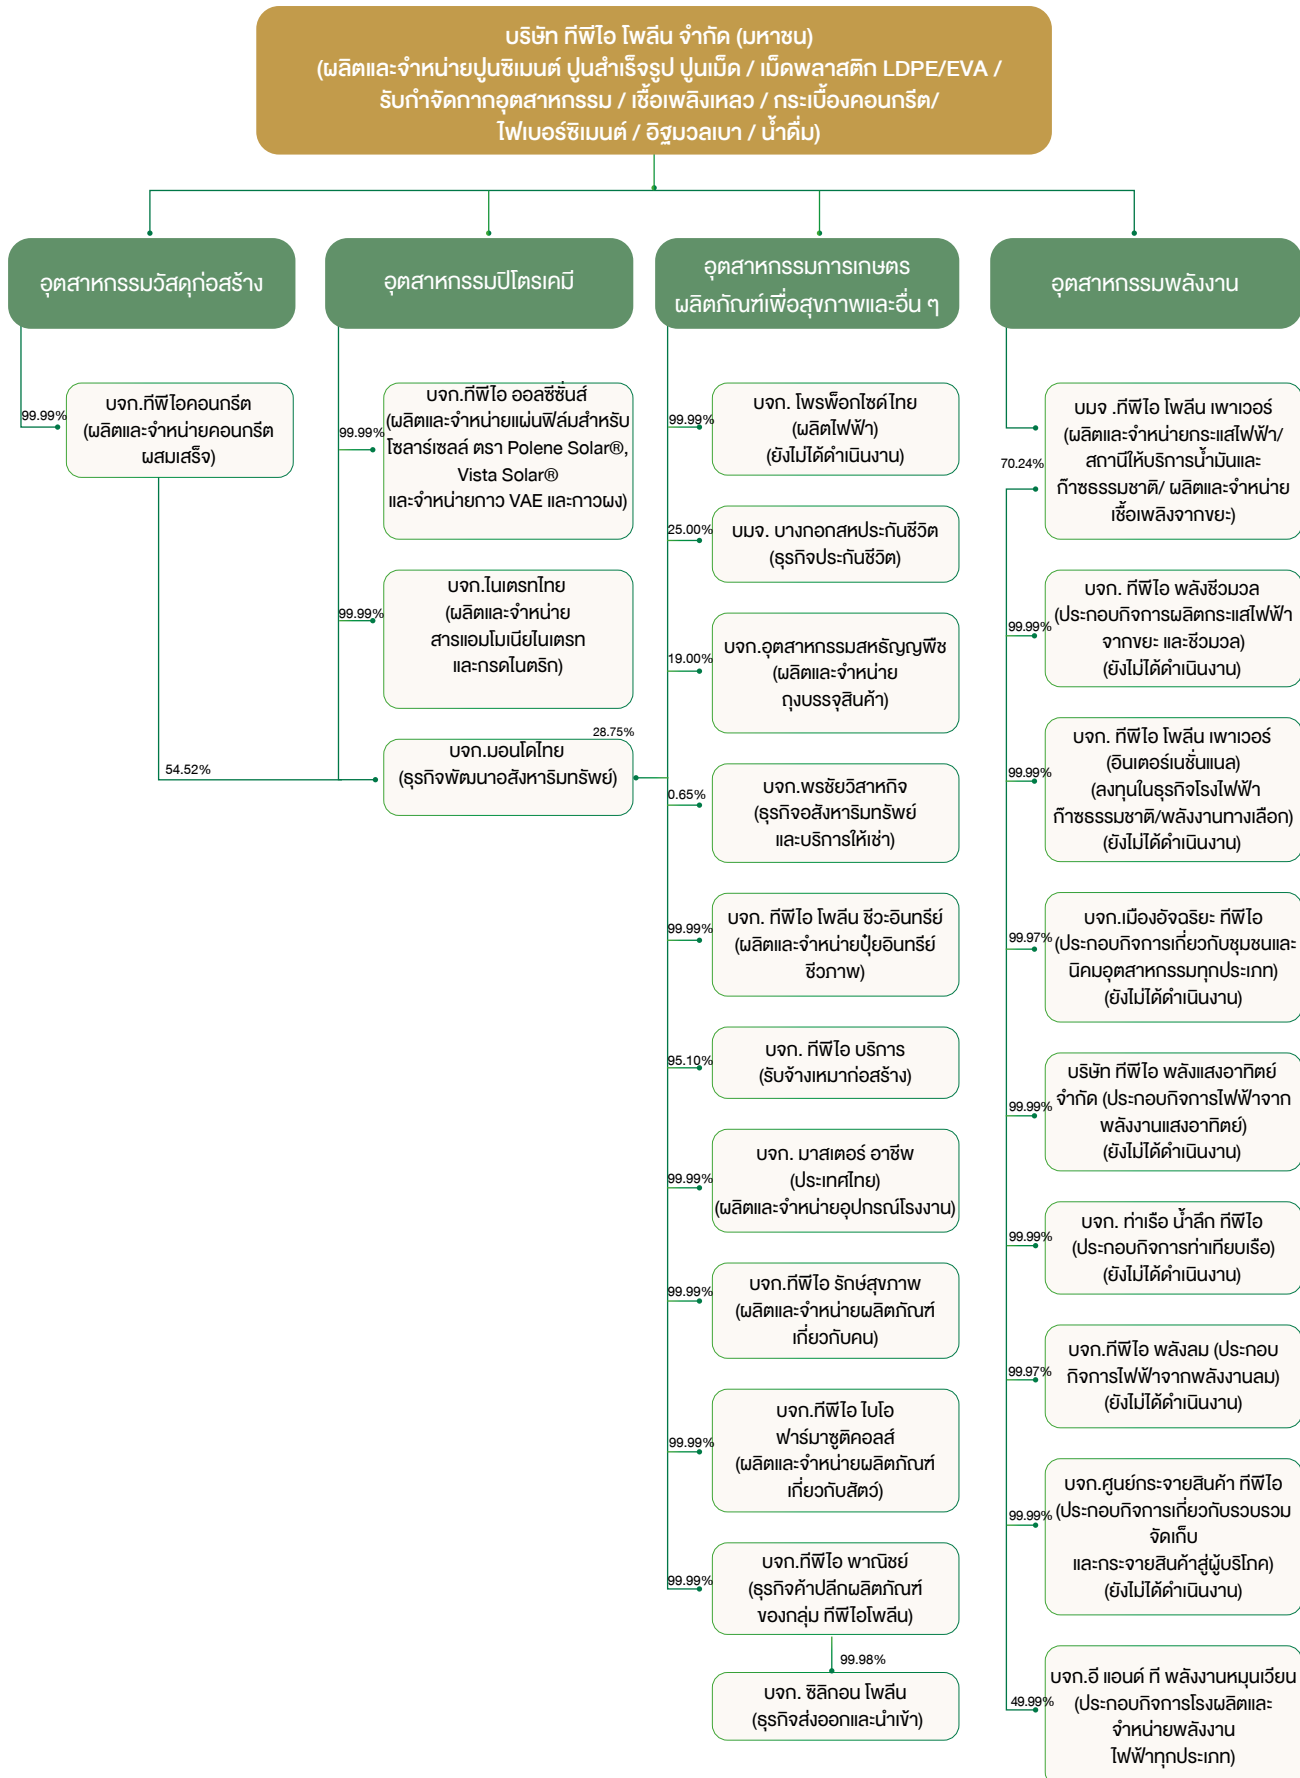 บริษัท ทีพีไอ โพลีน จำกัด (มหาชน)
(ผลิตและจำหน่ายปูนซิเมนต์ ปูนสำเร็จรูป ปูนเม็ด / เม็ดพลาสติก LDPE/EVA /
รับกำจัดกากอุตสาหกรรม / เชื้อเพลิงเหลว / กระเบื้องคอนกรีต/
ไฟเบอร์ซิเมนต์ / อิฐมวลเบา / น้ำดื่ม)
อุตสาหกรรมวัสดุก่อสร้าง
99.99%
บจก.ทีพีไอคอนกรีต
(ผลิตและจำหน่ายคอนกรีต
ผสมเสร็จ)
54.52%
อุตสาหกรรมปิโตรเคมี
99.99%
บจก.ทีพีไอ ออลซีซั่นส์
(ผลิตและจำหน่ายแผ่นฟิล์มสำหรับ
โซลาร์เซลล์ ตรา Polene Solar®,
Vista Solar®
และจำหน่ายกาว VAE และกาวผง)
99.99%
บจก.ไนเตรทไทย
(ผลิตและจำหน่าย
สารแอมโมเนียไนเตรท
และกรดไนตริก)
28.75%
บจก.มอนโดไทย
(ธุรกิจพัฒนาอสังหาริมทรัพย์)
อุตสาหกรรมการเกษตร
ผลิตภัณฑ์เพื่อสุขภาพและอื่น ๆ
99.99%
บจก. โพรพ็อกไซด์ไทย
(ผลิตไฟฟ้า)
(ยังไม่ได้ดำเนินงาน)
25.00%
บมจ. บางกอกสหประกันชีวิต
(ธุรกิจประกันชีวิต)
19.00%
บจก.อุตสาหกรรมสหธัญญพืช
(ผลิตและจำหน่าย
ถุงบรรจุสินค้า)
0.65%
บจก.พรชัยวิสาหกิจ
(ธุรกิจอสังหาริมทรัพย์
และบริการให้เช่า)
99.99%
บจก. ทีพีไอ โพลีน ชีวะอินทรีย์
(ผลิตและจำหน่ายปุ๋ยอินทรีย์
ชีวภาพ)
95.10%
บจก. ทีพีไอ บริการ
(รับจ้างเหมาก่อสร้าง)
99.99%
บจก. มาสเตอร์ อาชีพ
(ประเทศไทย)
(ผลิตและจำหน่ายอุปกรณ์โรงงาน)
99.99%
บจก.ทีพีไอ รักษ์สุขภาพ
(ผลิตและจำหน่ายผลิตภัณฑ์
เกี่ยวกับคน)
99.99%
บจก.ทีพีไอ ไบโอ
ฟาร์มาซูติคอลส์
(ผลิตและจำหน่ายผลิตภัณฑ์
เกี่ยวกับสัตว์)
99.99%
บจก.ทีพีไอ พาณิชย์
(ธุรกิจค้าปลีกผลิตภัณฑ์
ของกลุ่ม ทีพีไอโพลีน)
99.98%
บจก. ซิลิกอน โพลีน
(ธุรกิจส่งออกและนำเข้า)
อุตสาหกรรมพลังงาน
70.24%
บมจ .ทีพีไอ โพลีน เพาเวอร์
(ผลิตและจำหน่ายกระแสไฟฟ้า/
สถานีให้บริการน้ำมันและ
ก๊าซธรรมชาติ/ ผลิตและจำหน่าย
เชื้อเพลิงจากขยะ)
99.99%
บจก. ทีพีไอ พลังชีวมวล
(ประกอบกิจการผลิตกระแสไฟฟ้า
จากขยะ และชีวมวล)
(ยังไม่ได้ดำเนินงาน)
99.99%
บจก. ทีพีไอ โพลีน เพาเวอร์
(อินเตอร์เนชั่นแนล)
(ลงทุนในธุรกิจโรงไฟฟ้า
ก๊าซธรรมชาติ/พลังงานทางเลือก)
(ยังไม่ได้ดำเนินงาน)
99.97%
บจก.เมืองอัจฉริยะ ทีพีไอ
(ประกอบกิจการเกี่ยวกับชุมชนและ
นิคมอุตสาหกรรมทุกประเภท)
(ยังไม่ได้ดำเนินงาน)
99.99%
บริษัท ทีพีไอ พลังแสงอาทิตย์
จำกัด (ประกอบกิจการไฟฟ้าจาก
พลังงานแสงอาทิตย์)
(ยังไม่ได้ดำเนินงาน)
99.99%
บจก. ท่าเรือ น้ำลึก ทีพีไอ
(ประกอบกิจการท่าเทียบเรือ)
(ยังไม่ได้ดำเนินงาน)
99.97%
บจก.ทีพีไอ พลังลม (ประกอบ
กิจการไฟฟ้าจากพลังงานลม)
(ยังไม่ได้ดำเนินงาน)
99.99%
บจก.ศูนย์กระจายสินค้า ทีพีไอ
(ประกอบกิจการเกี่ยวกับรวบรวม
จัดเก็บ
และกระจายสินค้าสู่ผู้บริโภค)
(ยังไม่ได้ดำเนินงาน)
49.99%
บจก.อี แอนด์ ที พลังงานหมุนเวียน
(ประกอบกิจการโรงผลิตและ
จำหน่ายพลังงาน
ไฟฟ้าทุกประเภท)